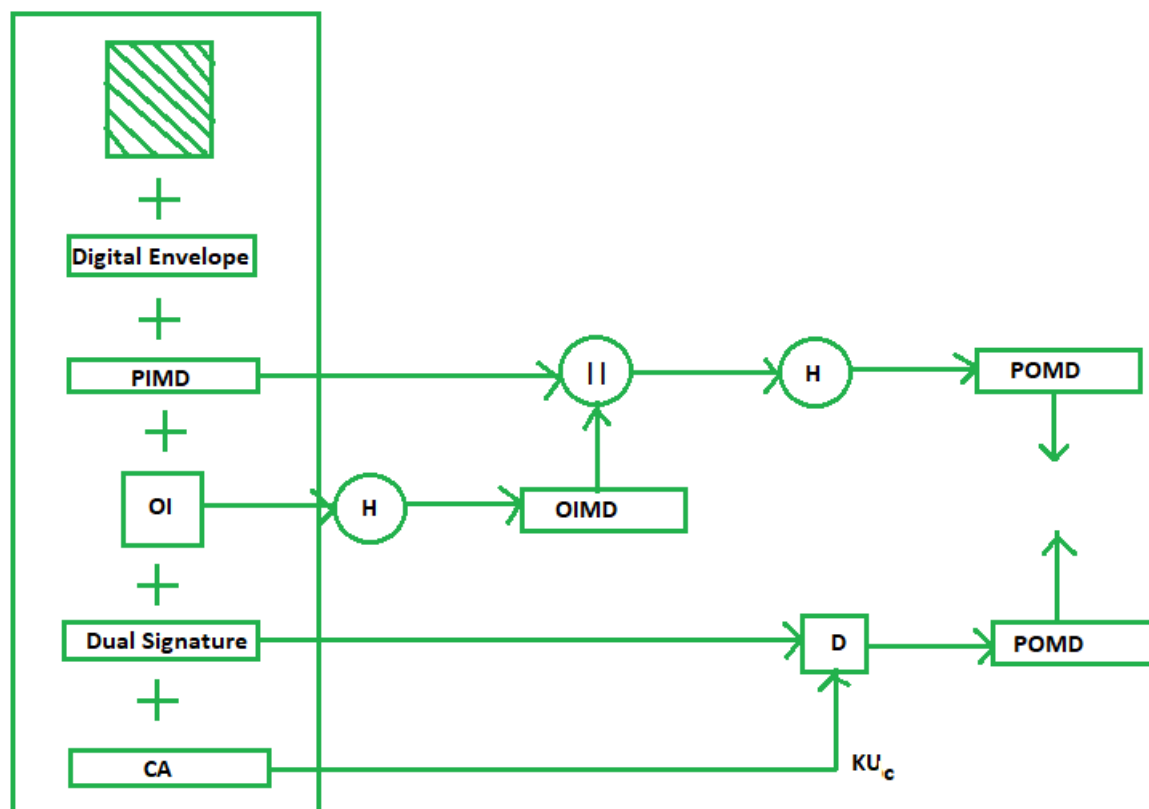 Digital Envelope
PIMD
||
H
POMD
OI
H
OIMD
Dual Signature
D
POMD
CA
KUc